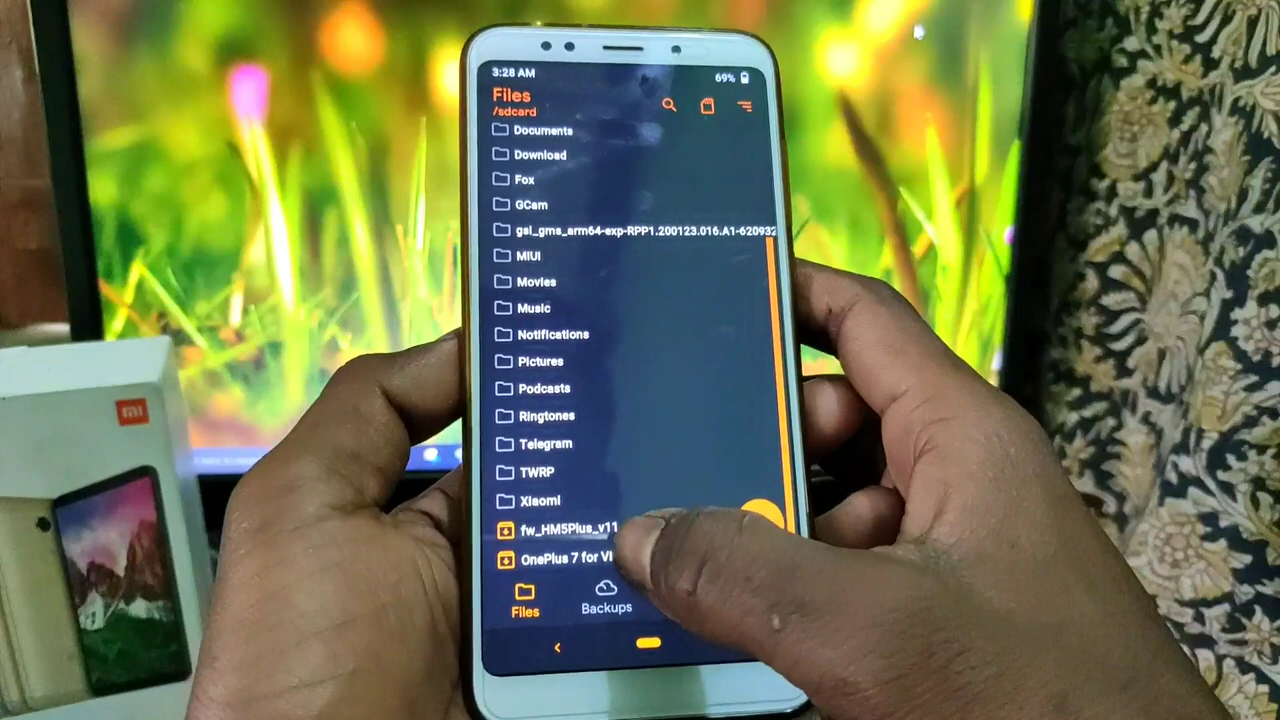 3:28 AM
69%
Files
/sdcard
Documents
Download
Fox
GCam
gsi_gms_arm64-exp-RPP1.200123.016.A1-620932
MIUI
Movies
Music
Notifications
Pictures
Podcasts
Ringtones
Telegram
TWRP
Xiaomi
fw_HM5Plus_v11
OnePlus 7 for VI
Files
Backups
mi